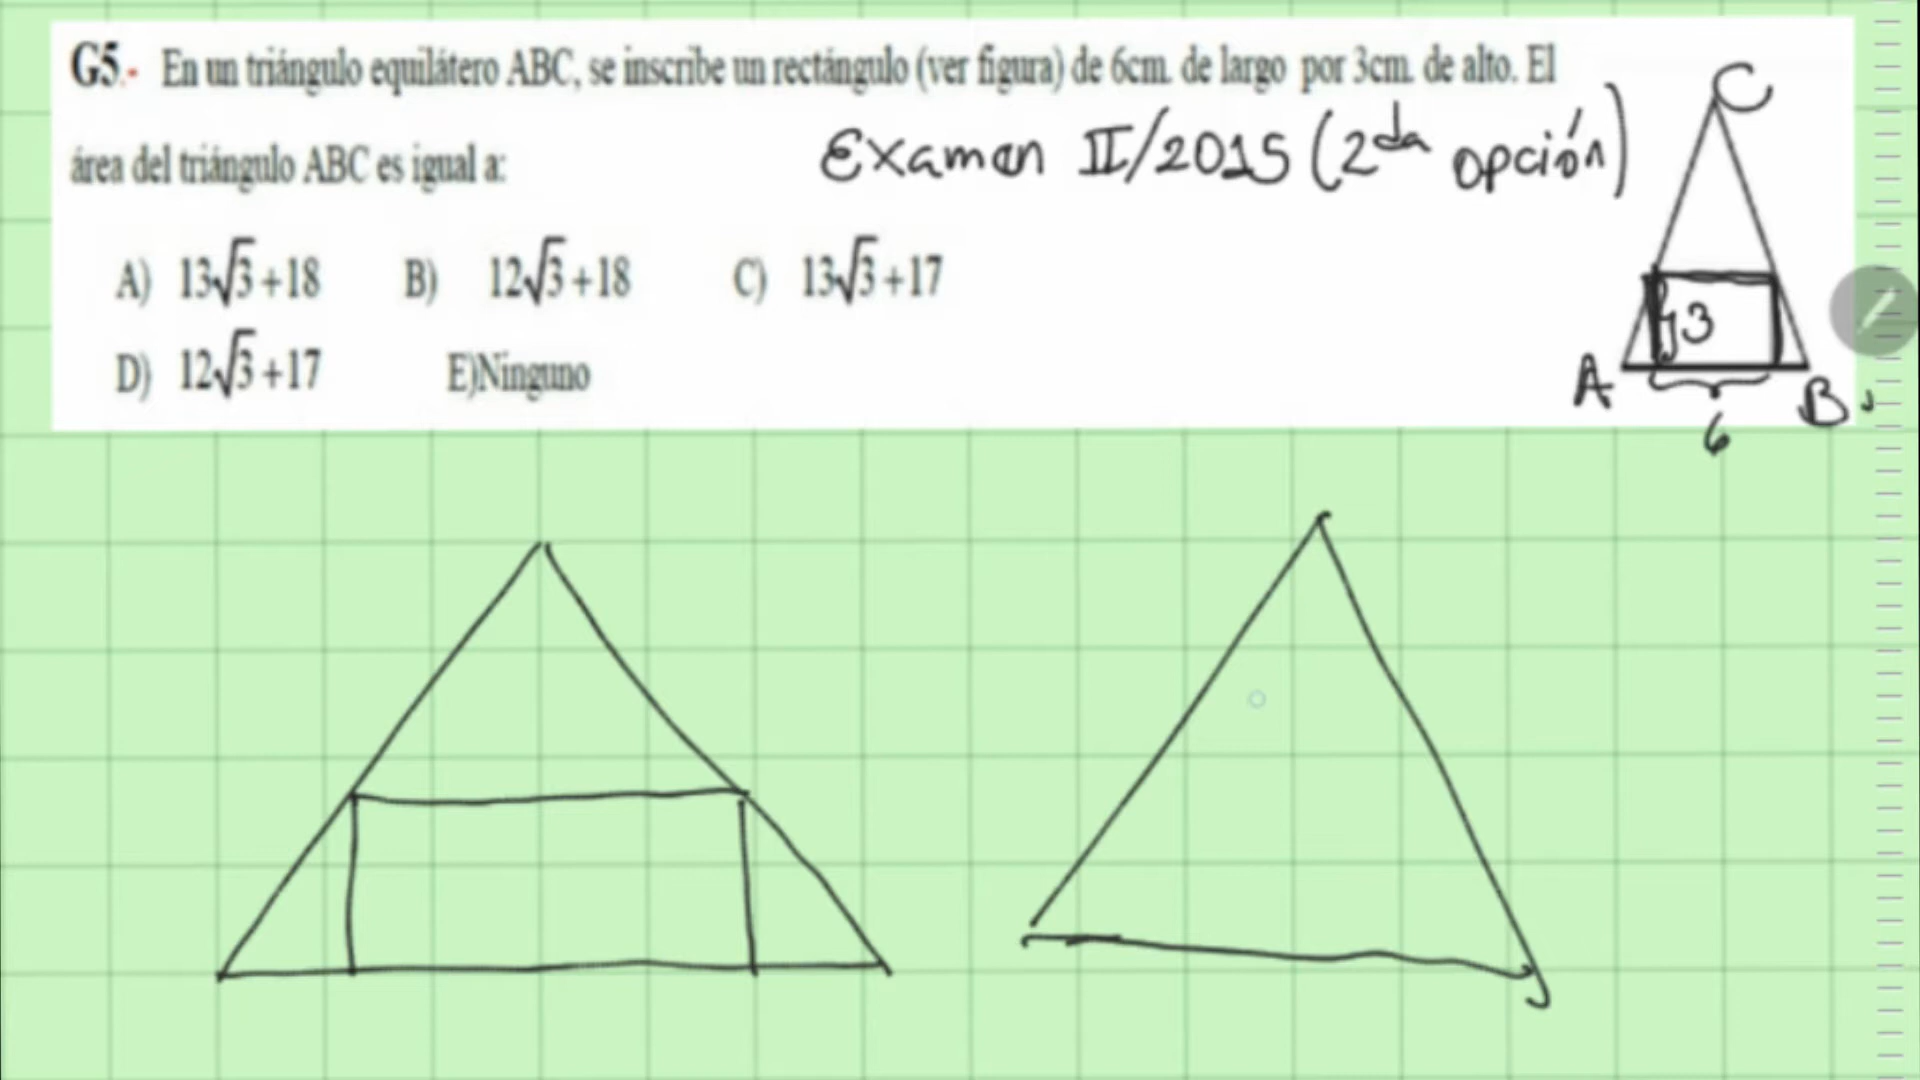 G5.- En un triángulo equilátero ABC, se inscribe un rectángulo (ver figura) de 6cm. de largo por 3cm. de alto. El
área del triángulo ABC es igual a:
Examen II/2015 (2da opción)
A) 13√3+18 B) 12√3+18 C) 13√3+17
D) 12√3+17 E)Ninguno
C
3
A
B
6